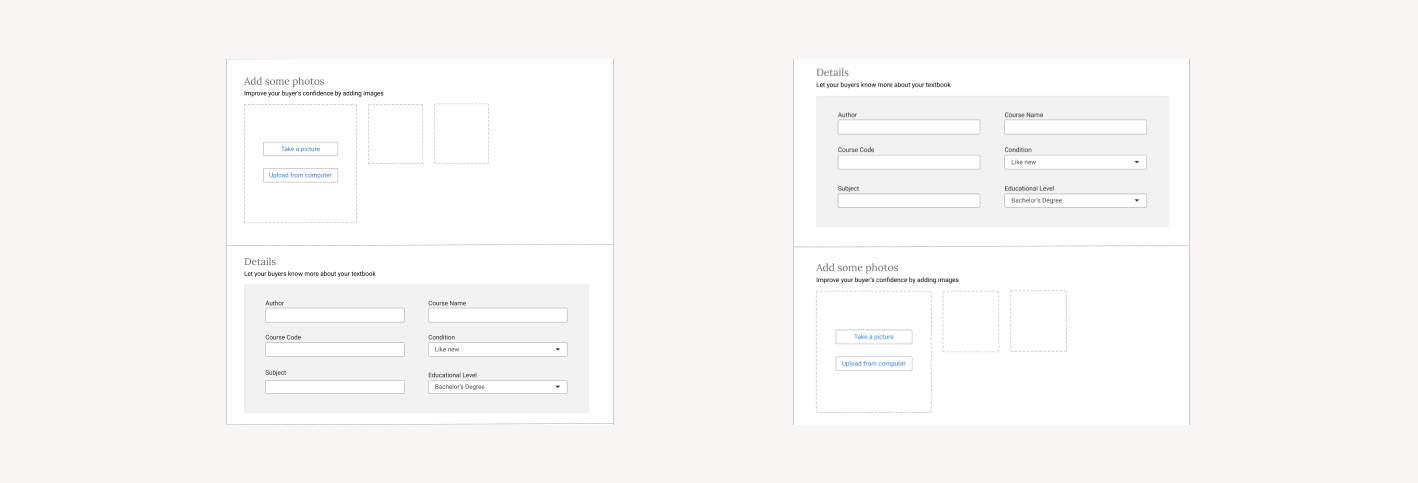 Add some photos
Improve your buyer's confidence by adding images
Take a picture
Upload from computer
Details
Let your buyers know more about your textbook
Author
Course Name
Course Code
Condition
Like new
Subject
Educational Level
Bachelor's Degree
Details
Let your buyers know more about your textbook
Author
Course Name
Course Code
Condition
Like new
Subject
Educational Level
Bachelor's Degree
Add some photos
Improve your buyer's confidence by adding images
Take a picture
Upload from computer